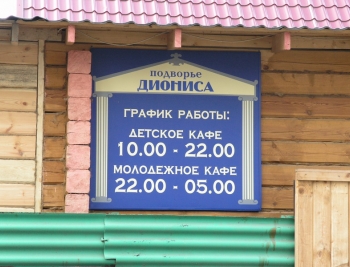 подворье
ДИОНИСА
ГРАФИК РАБОТЫ:
ДЕТСКОЕ КАФЕ
10.00 - 22.00
МОЛОДЕЖНОЕ КАФЕ
22.00 - 05.00